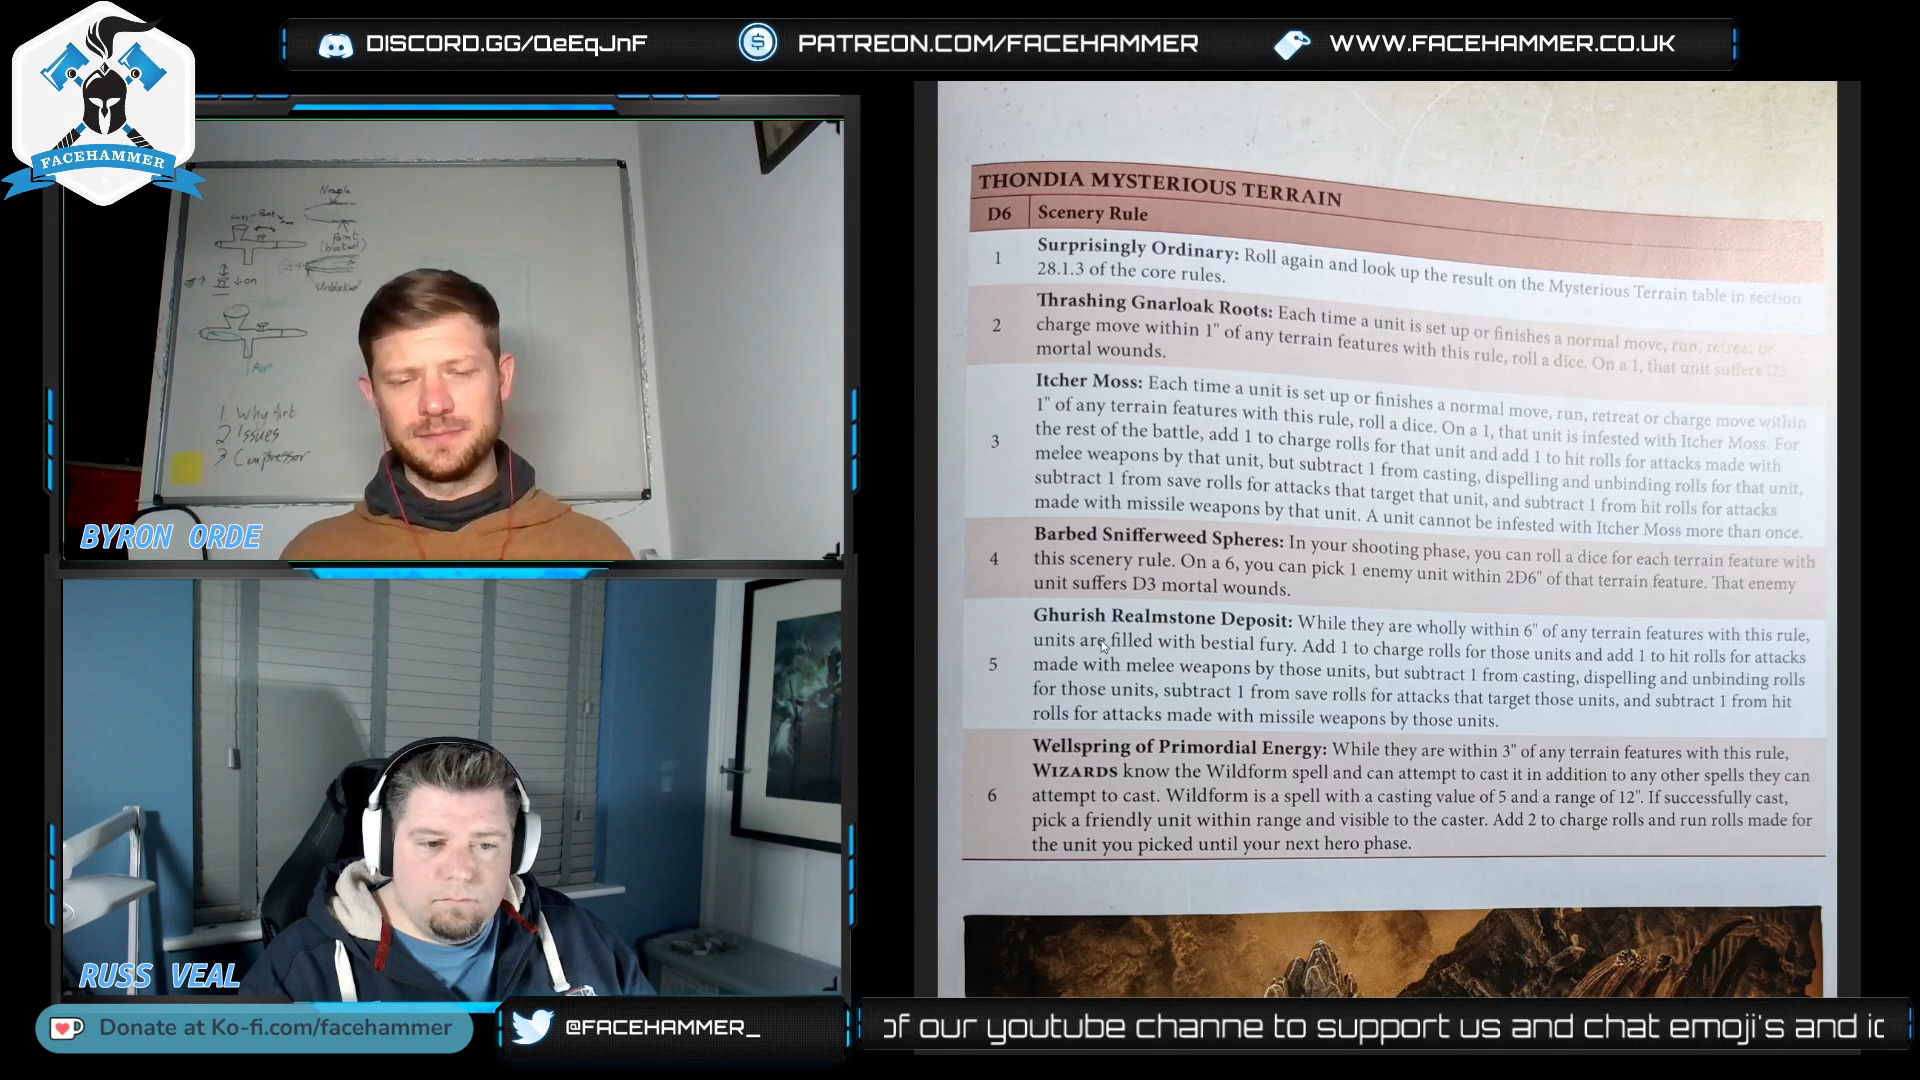 DISCORD.GG/QeEqJnF
PATREON.COM/FACEHAMMER
WWW.FACEHAMMER.CO.UK
FACEHAMMER
Nozzle
Paint
(blocked)
Unblocked
↓on
Air
1. Why Airb
2. Issues
3. Compressor
BYRON ORDE
RUSS VEAL
THONDIA MYSTERIOUS TERRAIN
D6 Scenery Rule
1 Surprisingly Ordinary: Roll again and look up the result on the Mysterious Terrain table in section
28.1.3 of the core rules.
2 Thrashing Gnarloak Roots: Each time a unit is set up or finishes a normal move, run, retreat or
charge move within 1" of any terrain features with this rule, roll a dice. On a 1, that unit suffers D3
mortal wounds.
3 Itcher Moss: Each time a unit is set up or finishes a normal move, run, retreat or charge move within
1" of any terrain features with this rule, roll a dice. On a 1, that unit is infested with Itcher Moss. For
the rest of the battle, add 1 to charge rolls for that unit and add 1 to hit rolls for attacks made with
melee weapons by that unit, but subtract 1 from casting, dispelling and unbinding rolls for that unit,
subtract 1 from save rolls for attacks that target that unit, and subtract 1 from hit rolls for attacks
made with missile weapons by that unit. A unit cannot be infested with Itcher Moss more than once.
4 Barbed Snifferweed Spheres: In your shooting phase, you can roll a dice for each terrain feature with
this scenery rule. On a 6, you can pick 1 enemy unit within 2D6" of that terrain feature. That enemy
unit suffers D3 mortal wounds.
5 Ghurish Realmstone Deposit: While they are wholly within 6" of any terrain features with this rule,
units are filled with bestial fury. Add 1 to charge rolls for those units and add 1 to hit rolls for attacks
made with melee weapons by those units, but subtract 1 from casting, dispelling and unbinding rolls
for those units, subtract 1 from save rolls for attacks that target those units, and subtract 1 from hit
rolls for attacks made with missile weapons by those units.
6 Wellspring of Primordial Energy: While they are within 3" of any terrain features with this rule,
WIZARDS know the Wildform spell and can attempt to cast it in addition to any other spells they can
attempt to cast. Wildform is a spell with a casting value of 5 and a range of 12". If successfully cast,
pick a friendly unit within range and visible to the caster. Add 2 to charge rolls and run rolls made for
the unit you picked until your next hero phase.
Donate at Ko-fi.com/facehammer
@FACEHAMMER_
of our youtube channe to support us and chat emoji's and ic